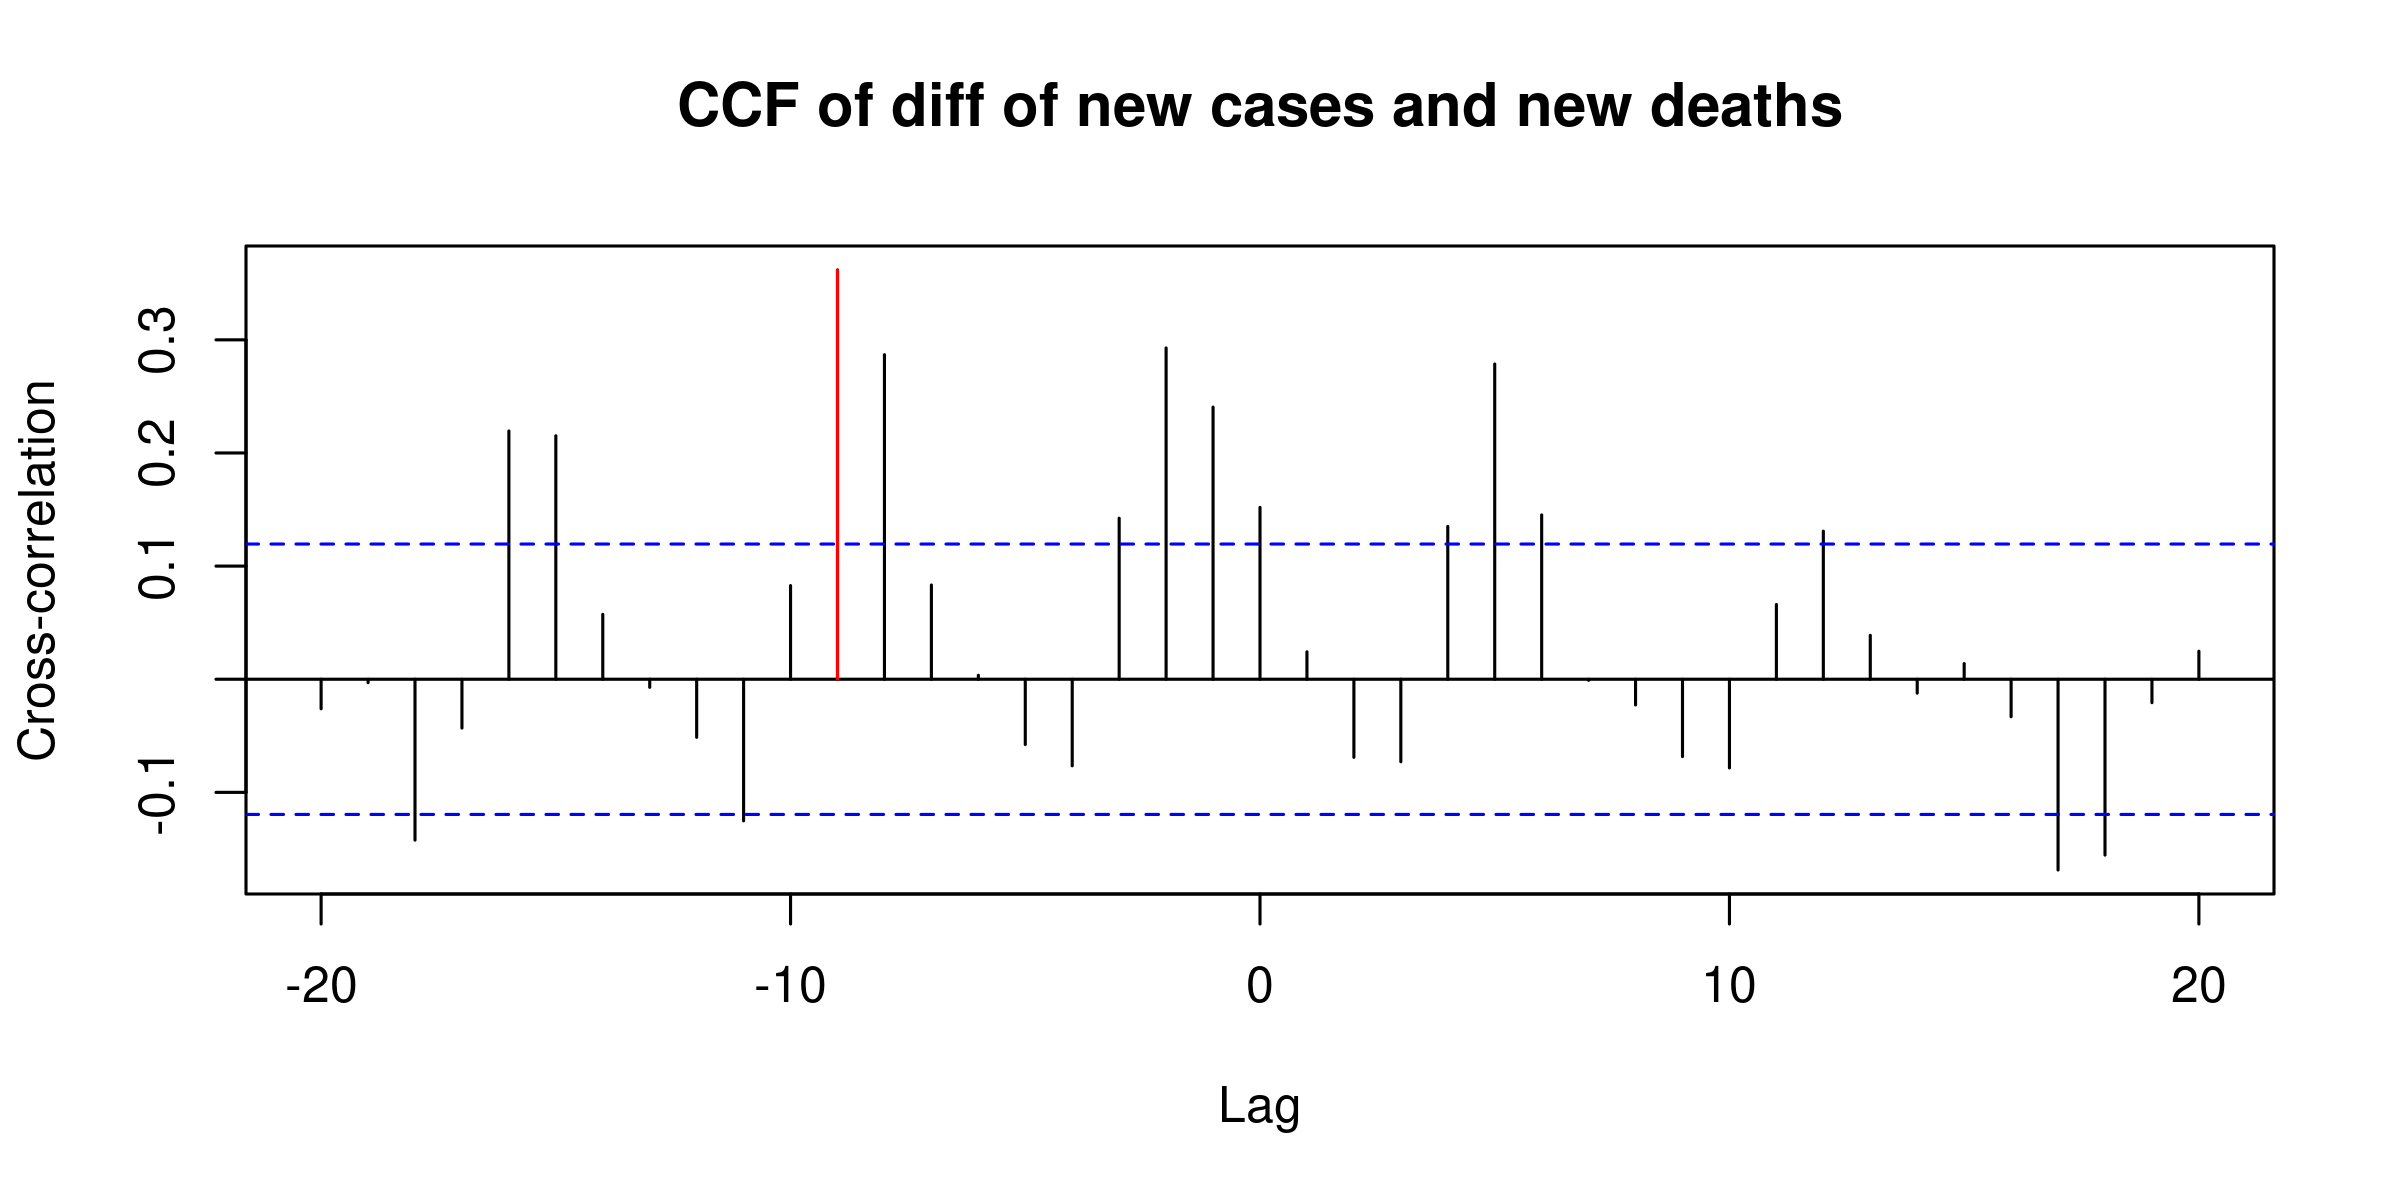 CCF of diff of new cases and new deaths
Cross-correlation
0.3
0.2
0.1
-0.1
-20 -10 0 10 20
Lag